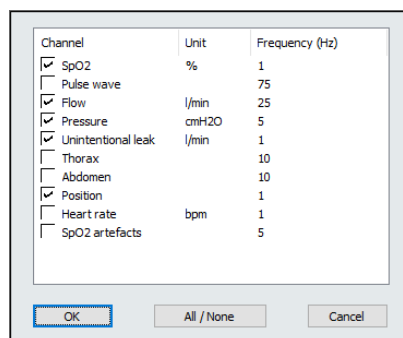 Channel Unit Frequency (Hz)
SpO2 % 1
Pulse wave 75
Flow l/min 25
Pressure cmH2O 5
Unintentional leak l/min 1
Thorax 10
Abdomen 10
Position 1
Heart rate bpm 1
SpO2 artefacts 5
OK All / None Cancel